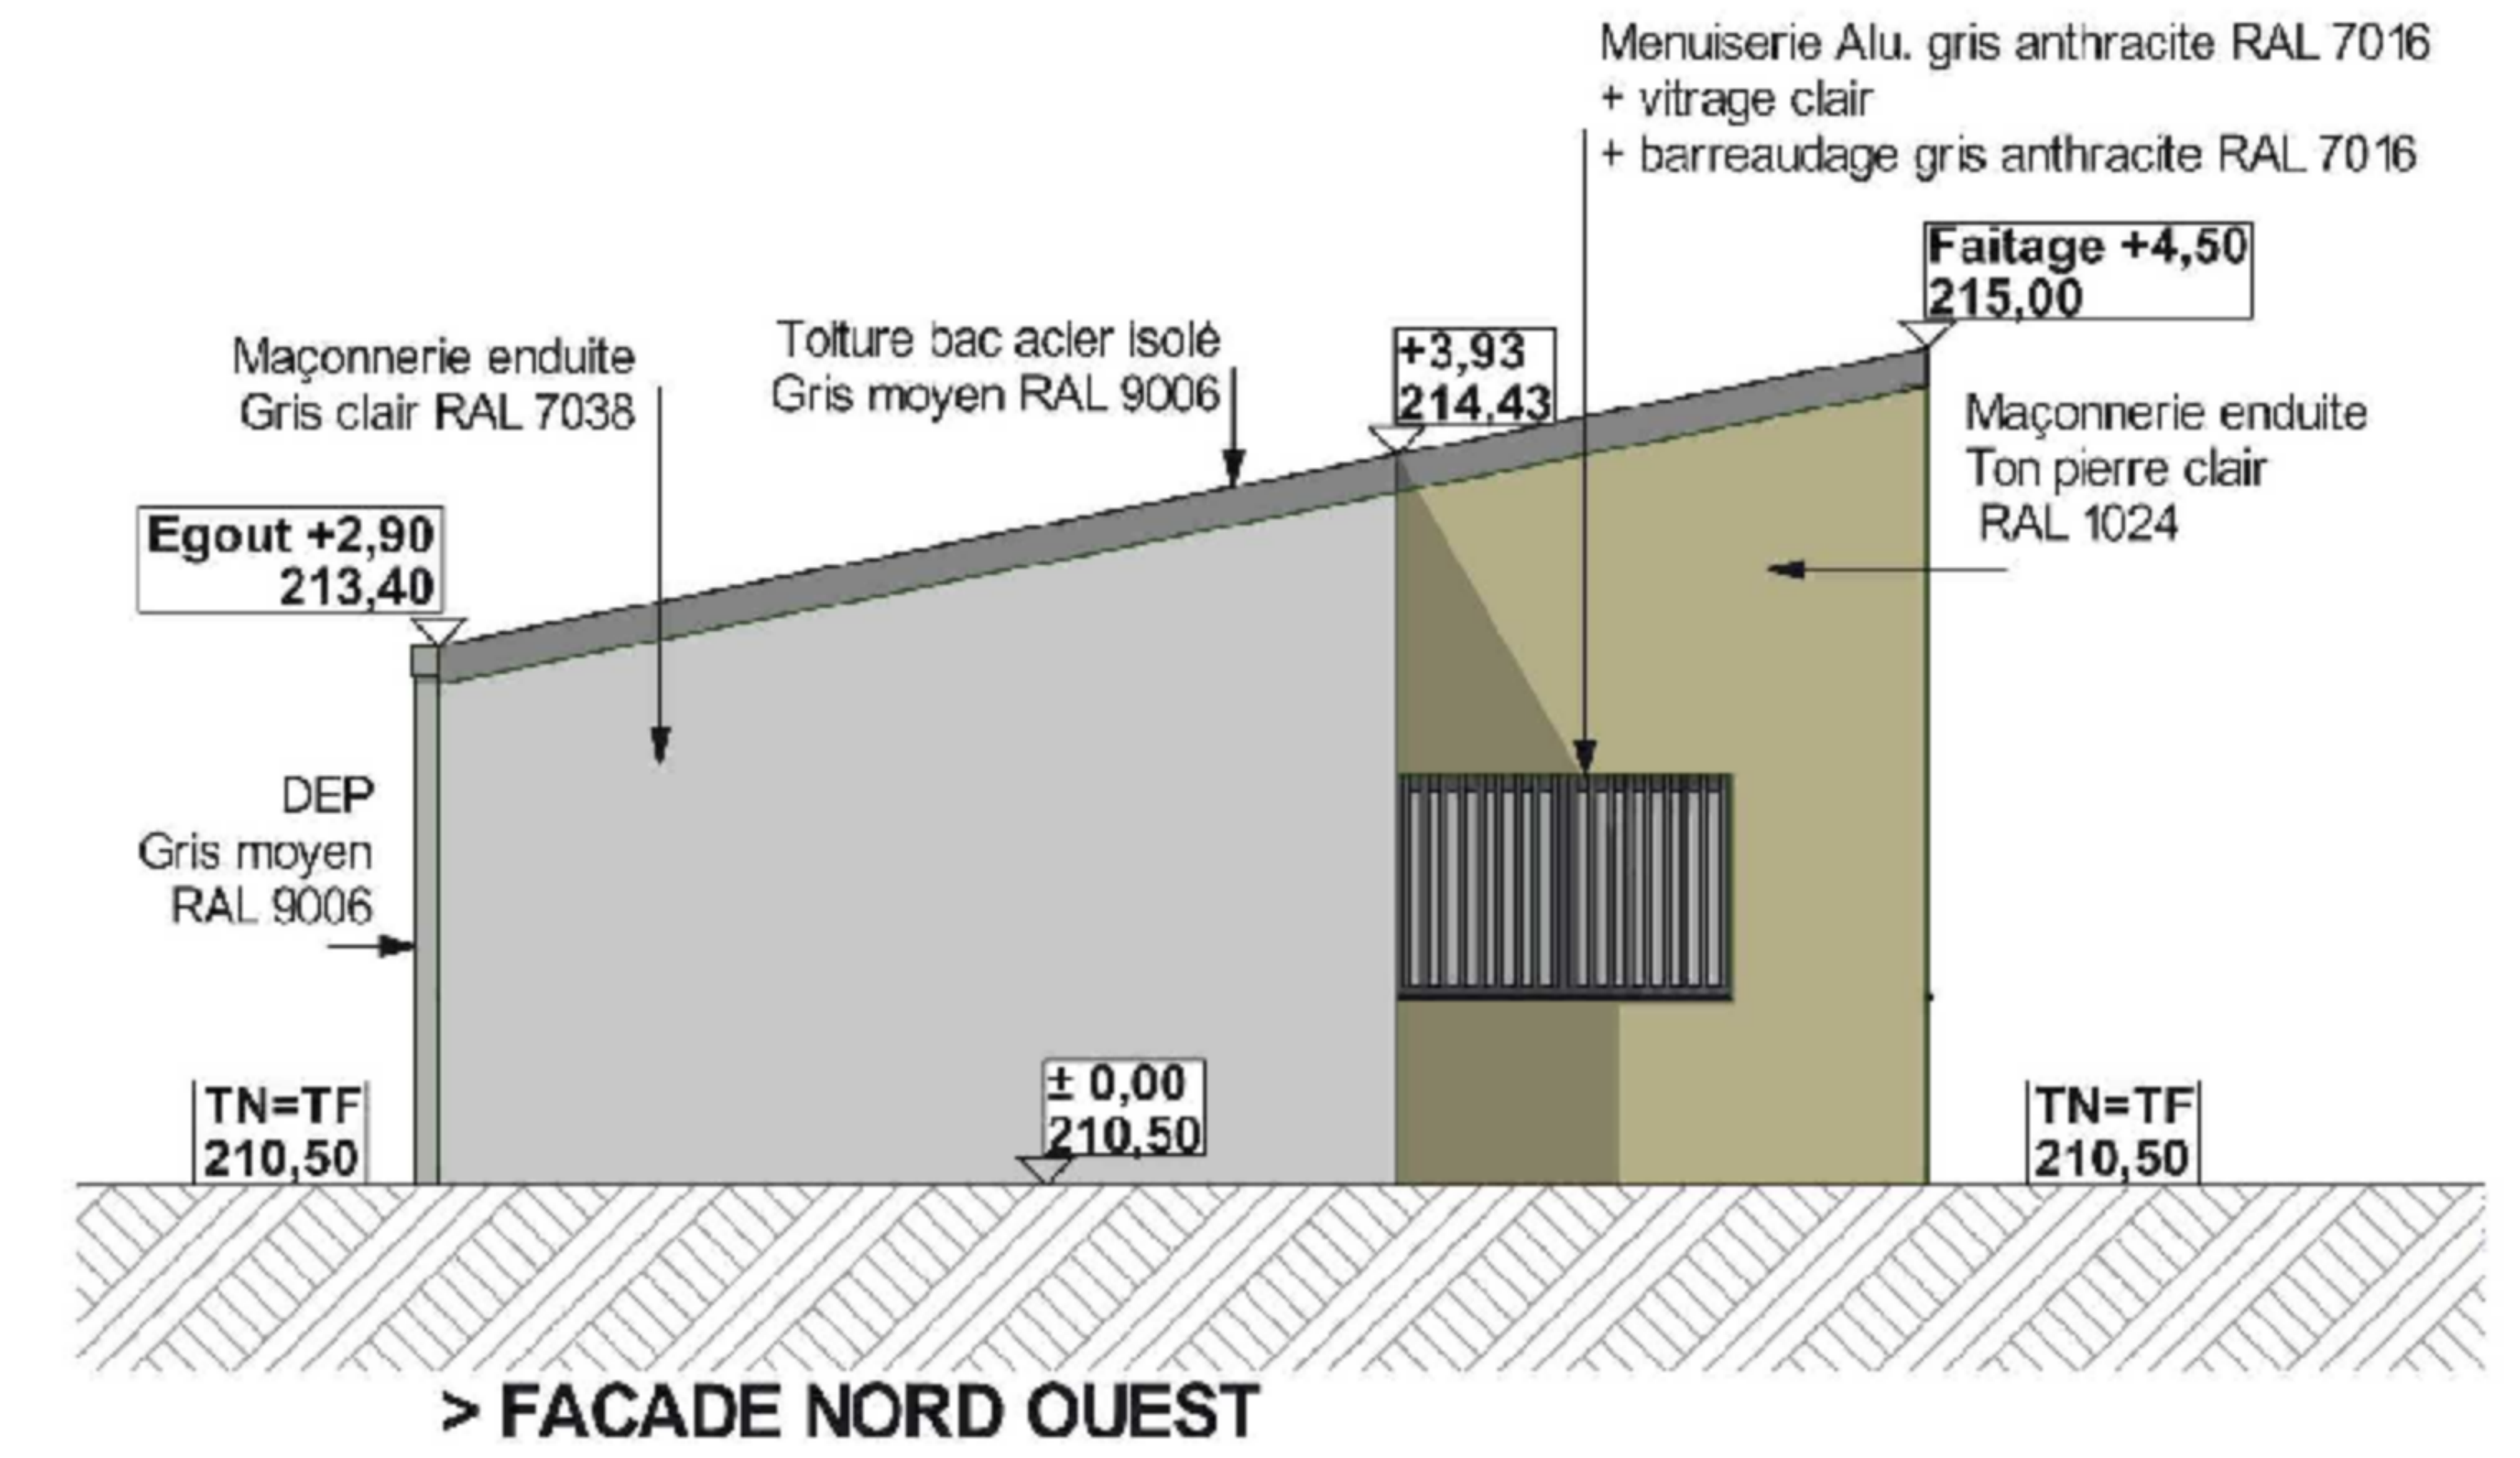 Menuiserie Alu. gris anthracite RAL 7016
+ vitrage clair
+ barreaudage gris anthracite RAL 7016
Faitage +4,50
215,00
Maçonnerie enduite
Gris clair RAL 7038
Toiture bac acier isolé
Gris moyen RAL 9006
+3,93
214,43
Maçonnerie enduite
Ton pierre clair
RAL 1024
Egout +2,90
213,40
DEP
Gris moyen
RAL 9006
TN=TF
210,50
± 0,00
210,50
TN=TF
210,50
> FACADE NORD OUEST